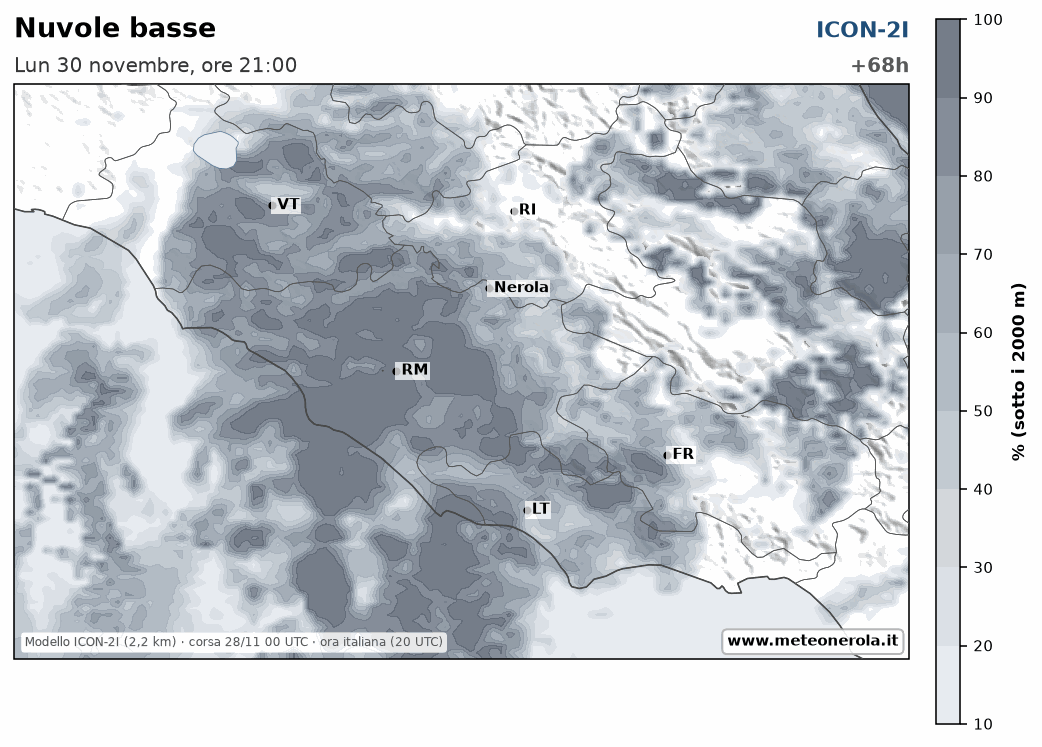 Nuvole basse
ICON-2I
Lun 30 novembre, ore 21:00
+68h
100
90
80
70
60
50
40
30
20
10
% (sotto i 2000 m)
VT
RI
Nerola
RM
FR
LT
Modello ICON-2I (2,2 km) · corsa 28/11 00 UTC · ora italiana (20 UTC)
www.meteonerola.it